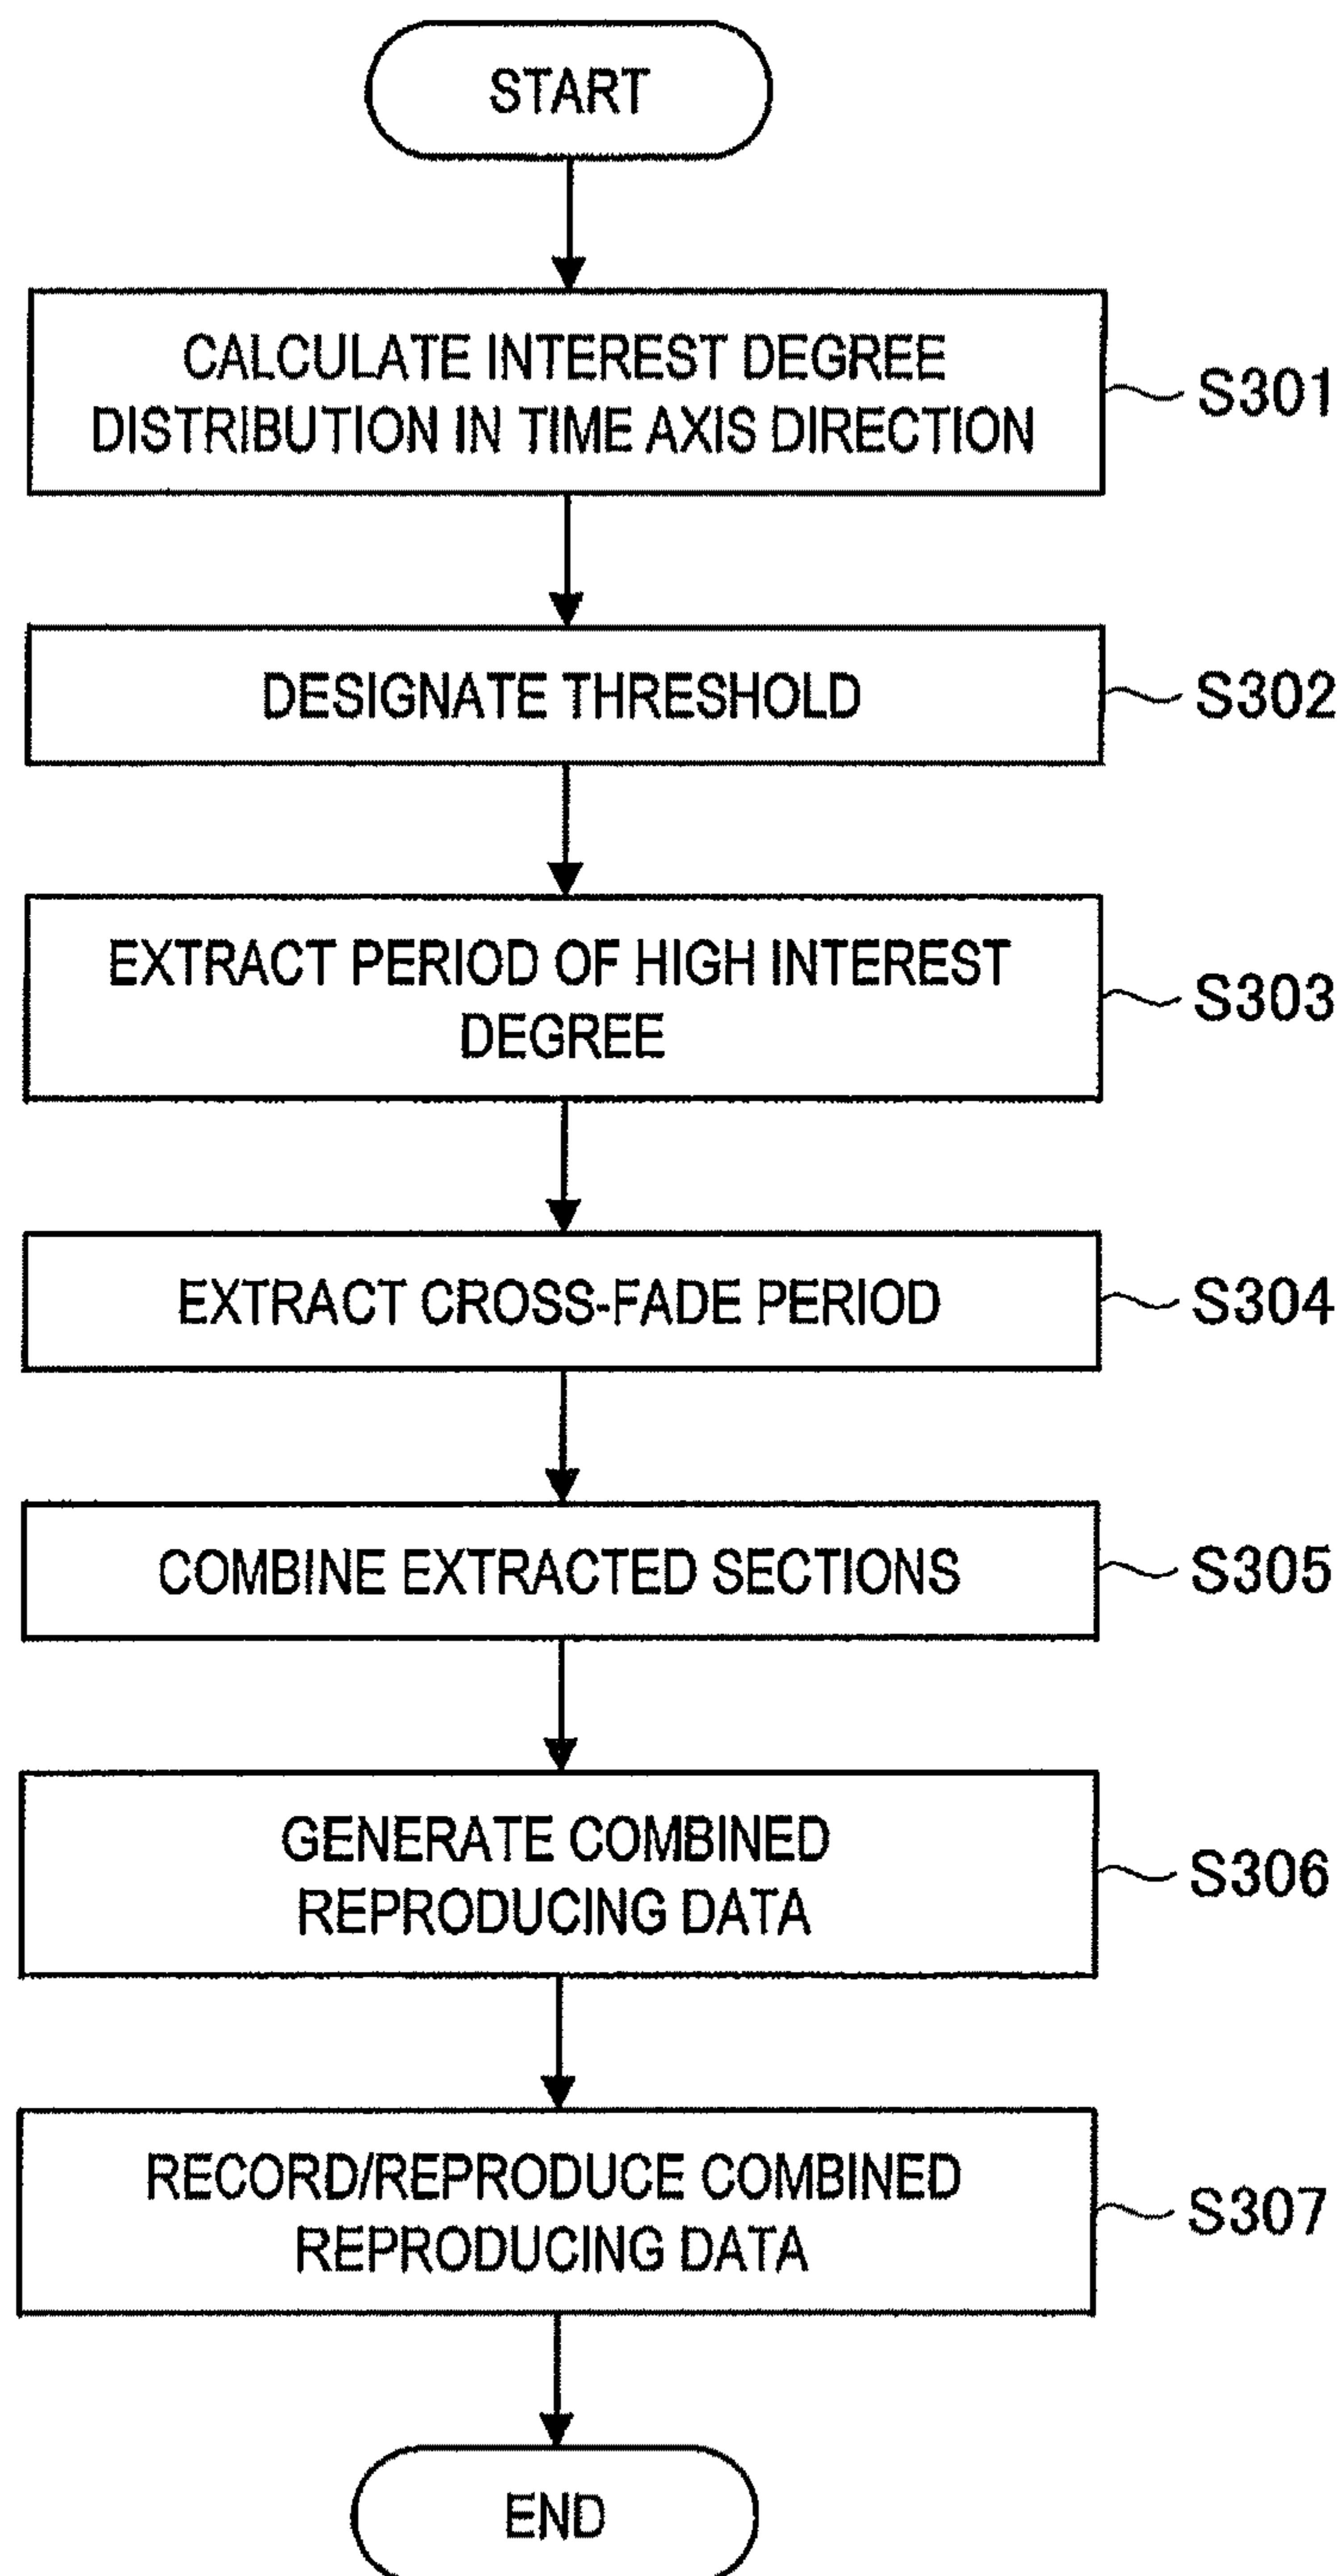 START
CALCULATE INTEREST DEGREE
DISTRIBUTION IN TIME AXIS DIRECTION
S301
DESIGNATE THRESHOLD
S302
EXTRACT PERIOD OF HIGH INTEREST
DEGREE
S303
EXTRACT CROSS-FADE PERIOD
S304
COMBINE EXTRACTED SECTIONS
S305
GENERATE COMBINED
REPRODUCING DATA
S306
RECORD/REPRODUCE COMBINED
REPRODUCING DATA
S307
END